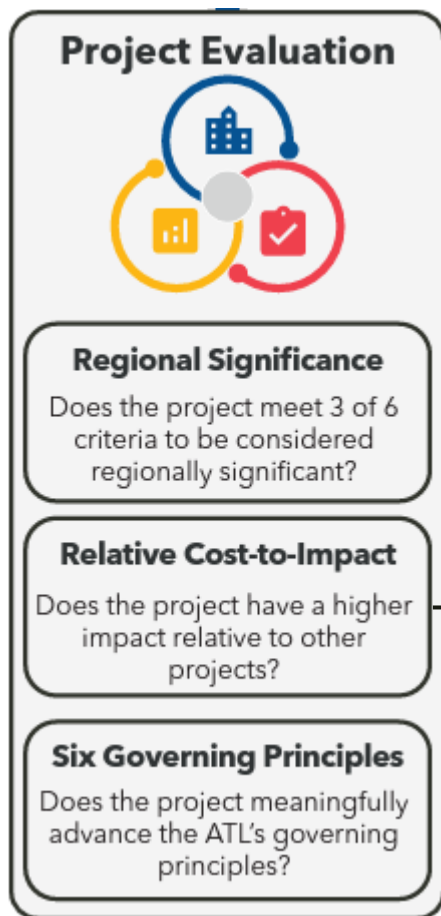 Project Evaluation
Regional Significance
Does the project meet 3 of 6
criteria to be considered
regionally significant?
Relative Cost-to-Impact
Does the project have a higher
impact relative to other
projects?
Six Governing Principles
Does the project meaningfully
advance the ATL's governing
principles?